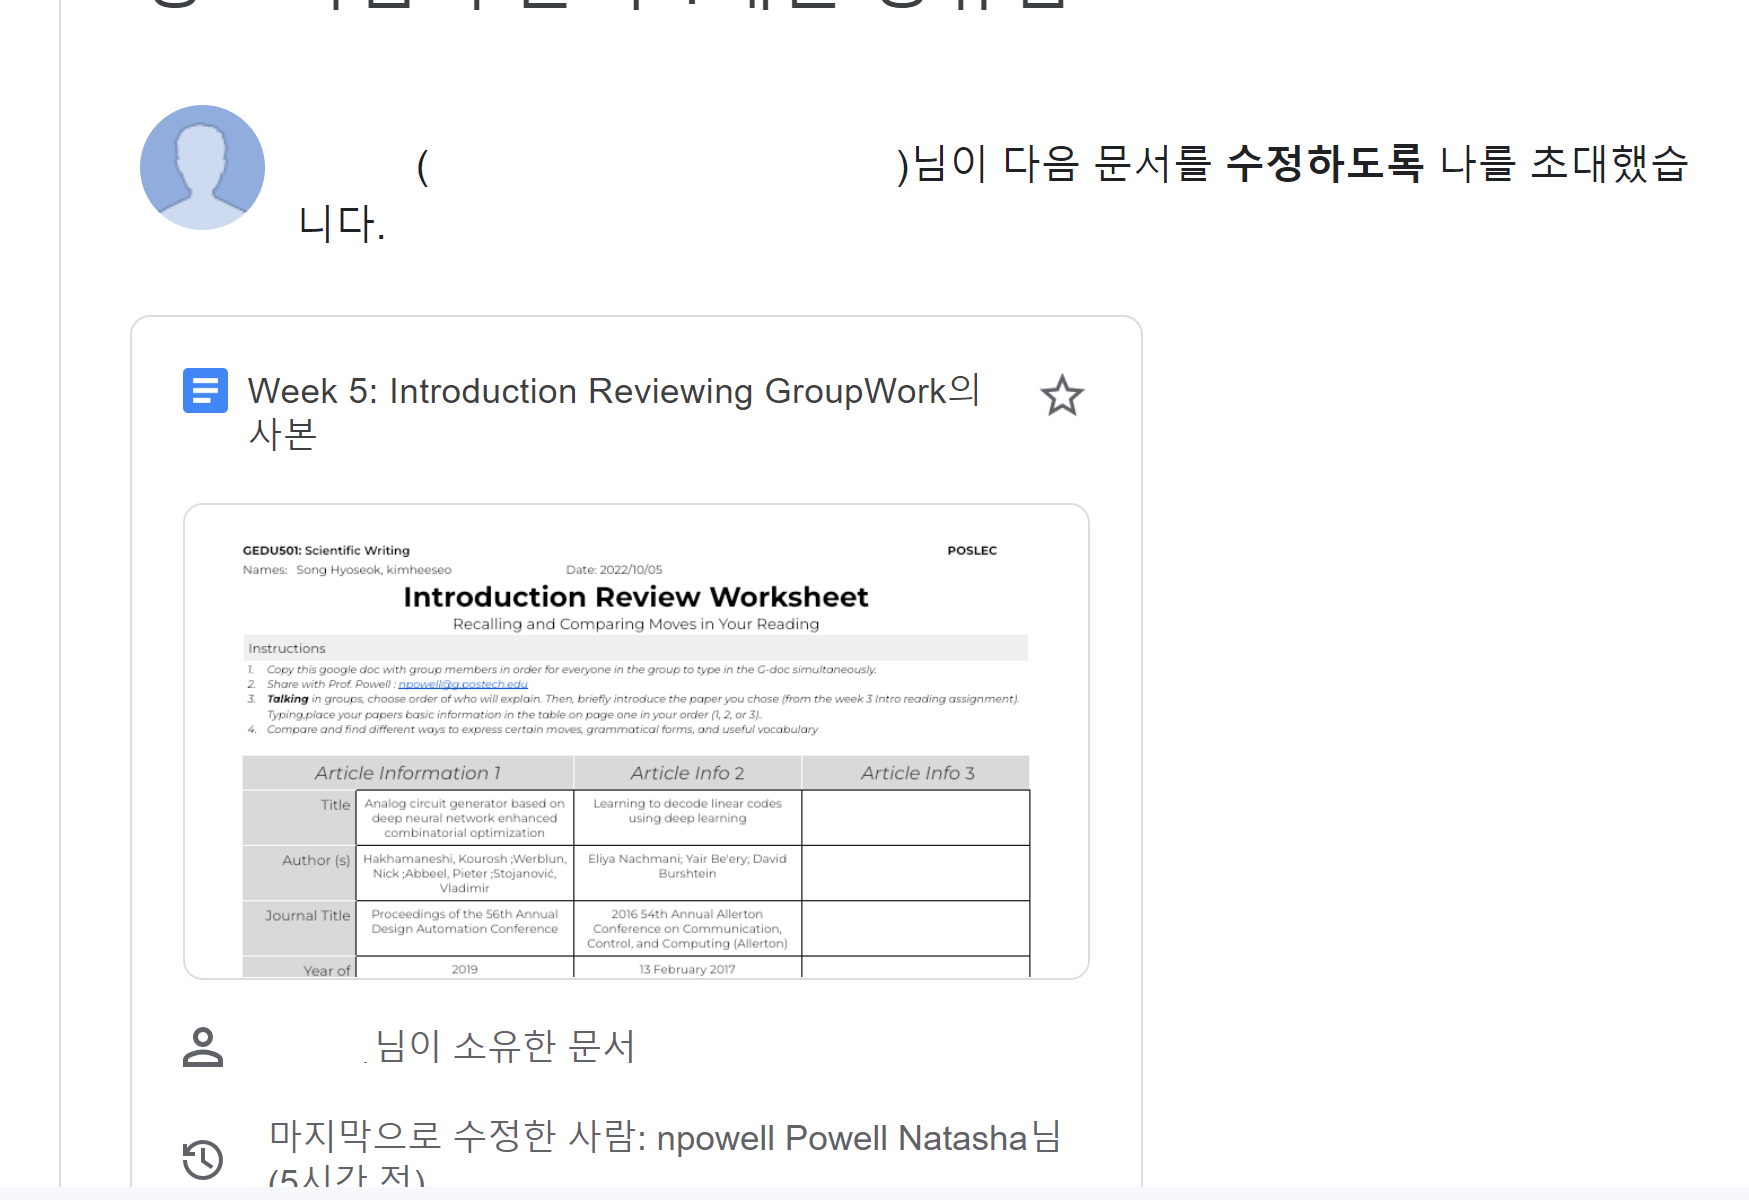 ( )님이 다음 문서를 수정하도록 나를 초대했습
니다.
Week 5: Introduction Reviewing GroupWork의
사본
GEDU501: Scientific Writing POSLEC
Names: Song Hyoseok, kimheeseo Date: 2022/10/05
Introduction Review Worksheet
Recalling and Comparing Moves in Your Reading
Instructions
1. Copy this google doc with group members in order for everyone in the group to type in the G-doc simultaneously.
2. Share with Prof. Powell : npowell@g.postech.edu
3. Talking in groups, choose order of who will explain. Then, briefly introduce the paper you chose (from the week 3 Intro reading assignment).
Typing,place your papers basic information in the table on page one in your order (1, 2, or 3)..
4. Compare and find different ways to express certain moves, grammatical forms, and useful vocabulary
Article Information 1 Article Info 2 Article Info 3
Title Analog circuit generator based on Learning to decode linear codes
deep neural network enhanced using deep learning
combinatorial optimization
Author (s) Hakhamaneshi, Kourosh ;Werblun, Eliya Nachmani; Yair Be'ery; David
Nick ;Abbeel, Pieter ;Stojanović, Burshtein
Vladimir
Journal Title Proceedings of the 56th Annual 2016 54th Annual Allerton
Design Automation Conference Conference on Communication,
Control, and Computing (Allerton)
Year of 2019 13 February 2017
님이 소유한 문서
마지막으로 수정한 사람: npowell Powell Natasha님
(5시간 전)